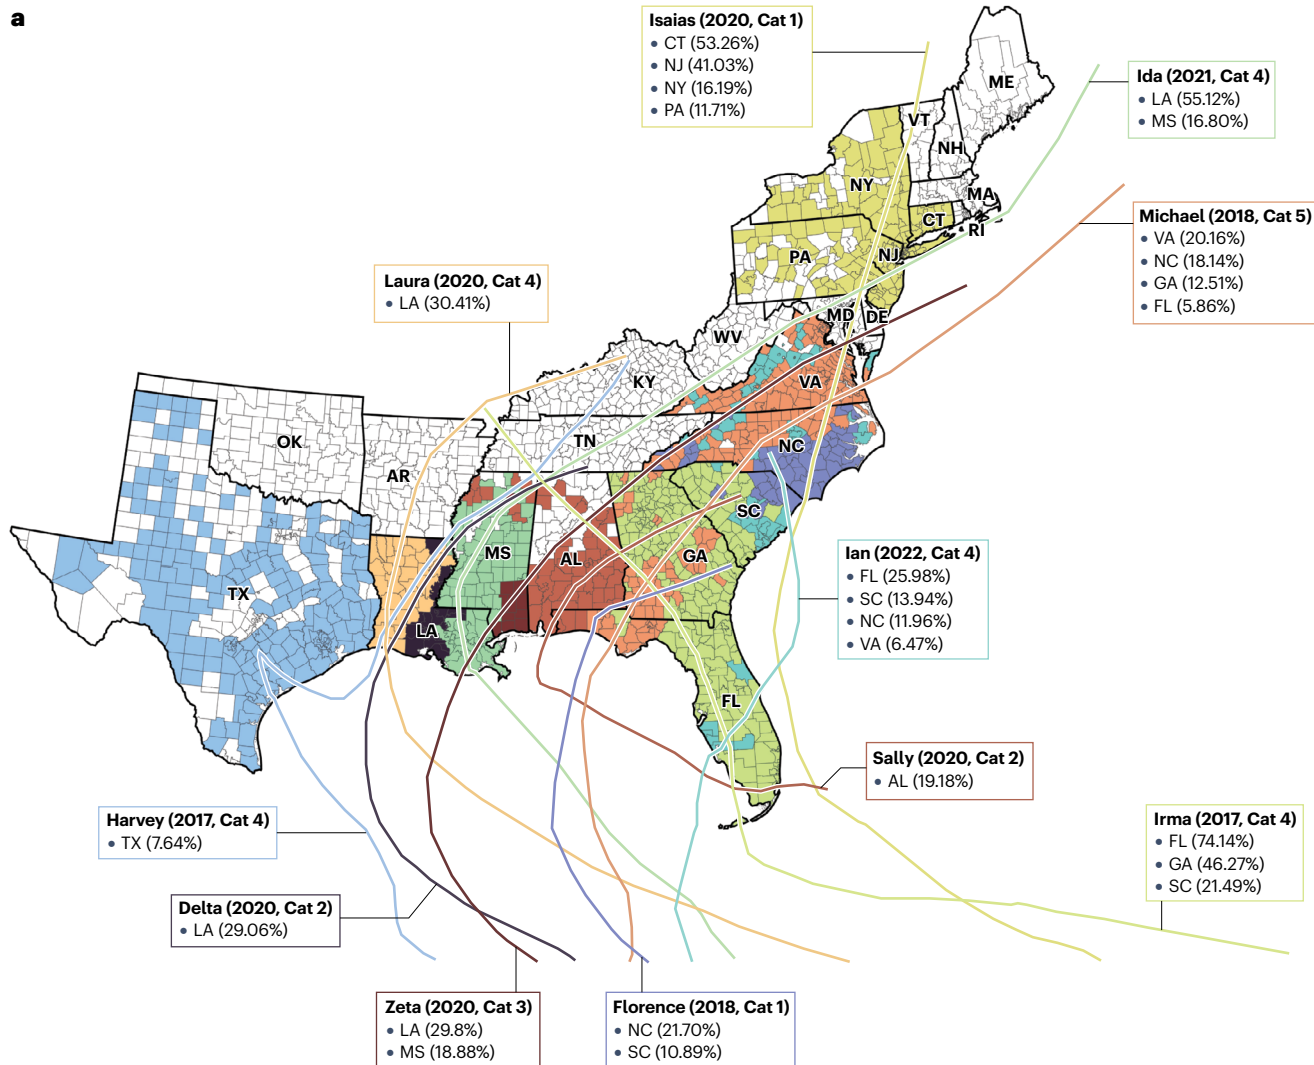 a
Isaias (2020, Cat 1)
• CT (53.26%)
• NJ (41.03%)
• NY (16.19%)
• PA (11.71%)
Ida (2021, Cat 4)
• LA (55.12%)
• MS (16.80%)
Michael (2018, Cat 5)
• VA (20.16%)
• NC (18.14%)
• GA (12.51%)
• FL (5.86%)
Laura (2020, Cat 4)
• LA (30.41%)
ME
VT
NH
NY
MA
CT
RI
PA
NJ
MD
DE
WV
VA
KY
OK
TN
NC
AR
SC
MS
AL
GA
TX
LA
FL
Ian (2022, Cat 4)
• FL (25.98%)
• SC (13.94%)
• NC (11.96%)
• VA (6.47%)
Sally (2020, Cat 2)
• AL (19.18%)
Harvey (2017, Cat 4)
• TX (7.64%)
Irma (2017, Cat 4)
• FL (74.14%)
• GA (46.27%)
• SC (21.49%)
Delta (2020, Cat 2)
• LA (29.06%)
Zeta (2020, Cat 3)
• LA (29.8%)
• MS (18.88%)
Florence (2018, Cat 1)
• NC (21.70%)
• SC (10.89%)